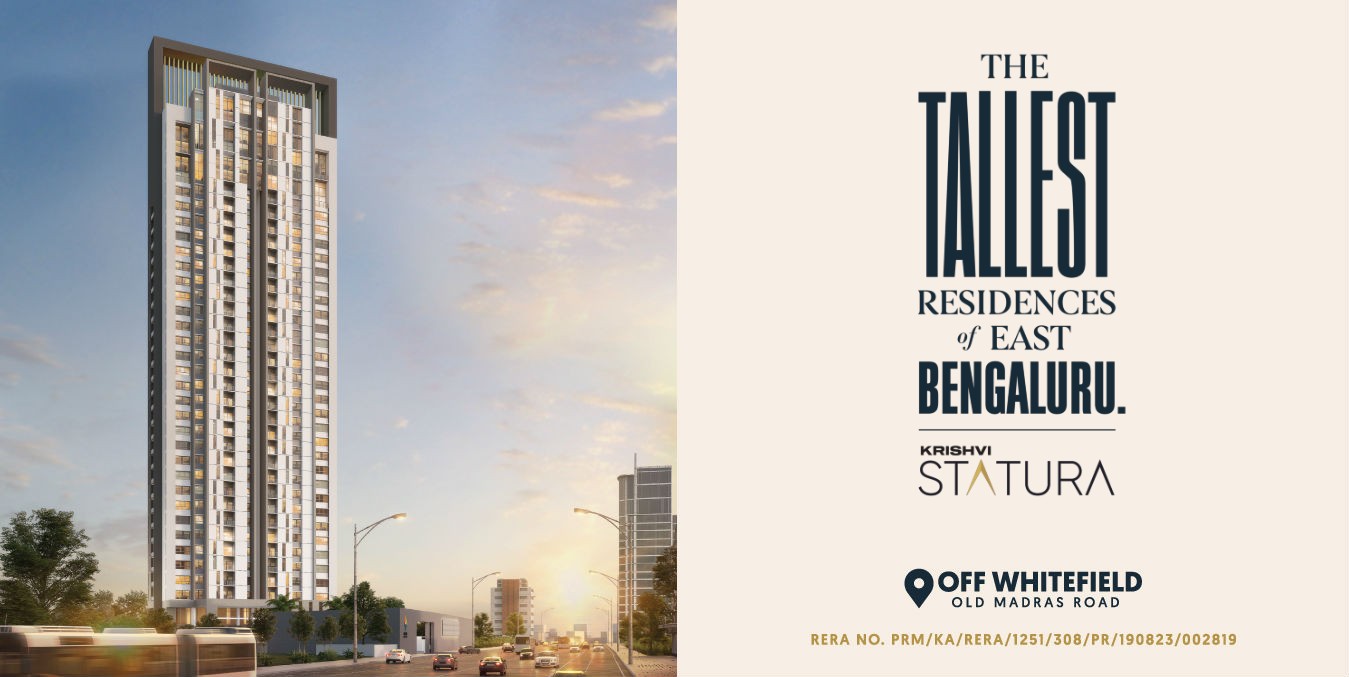 THE
TALLEST
RESIDENCES
of EAST
BENGALURU.
KRISHVI
STATURA
OFF WHITEFIELD
OLD MADRAS ROAD
RERA NO. PRM/KA/RERA/1251/308/PR/190823/002819